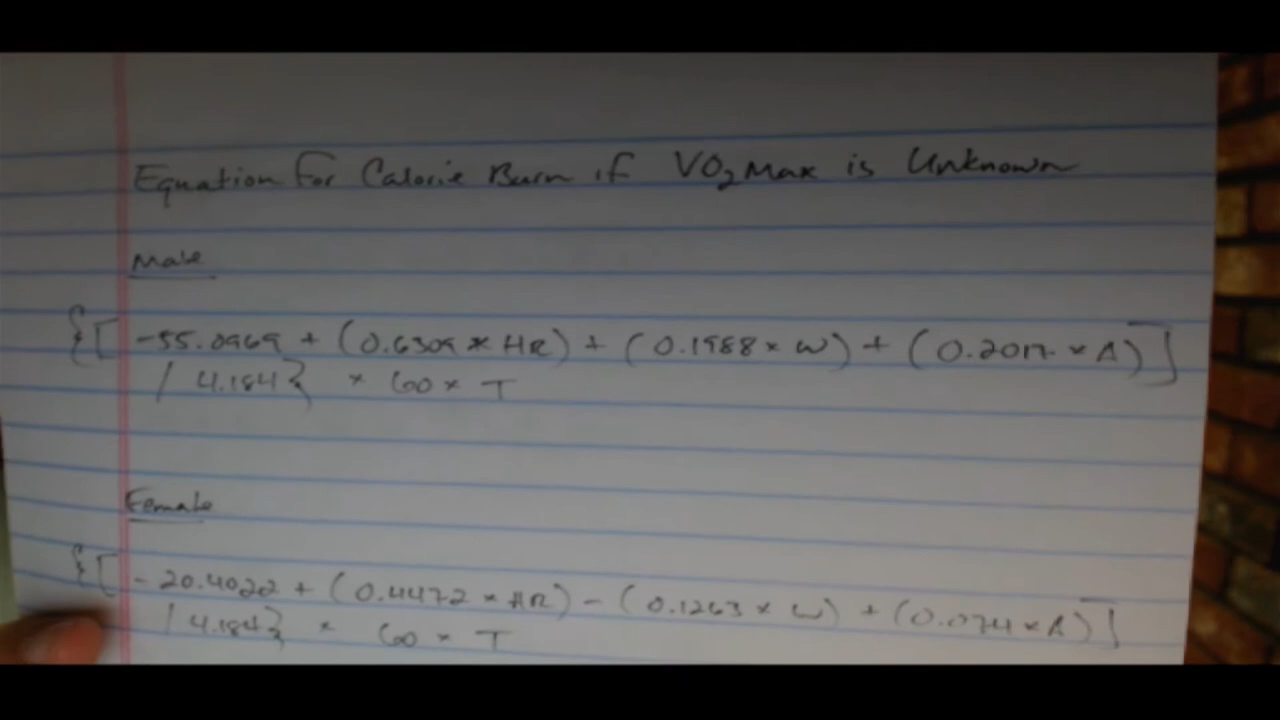 Equation for Calorie Burn if VO₂ Max is Unknown
Male
{[ -55.0969 + (0.6309 × HR) + (0.1988 × W) + (0.2017 × A)]
/ 4.184} × 60 × T
Female
{[ -20.4022 + (0.4472 × HR) - (0.1263 × W) + (0.074 × A)]
/ 4.184} × 60 × T